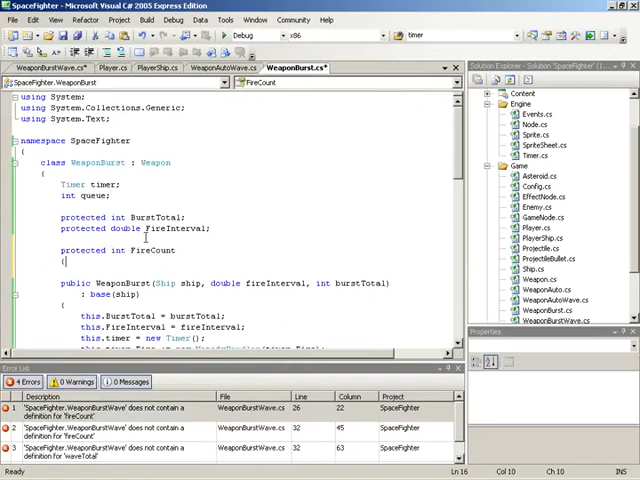 SpaceFighter - Microsoft Visual C# 2005 Express Edition
File Edit View Refactor Project Build Debug Data Tools Window Community Help
Debug x86 timer
WeaponBurstWave.cs* Player.cs PlayerShip.cs WeaponAutoWave.cs WeaponBurst.cs*
SpaceFighter.WeaponBurst FireCount
using System;
using System.Collections.Generic;
using System.Text;
namespace SpaceFighter
{
class WeaponBurst : Weapon
{
Timer timer;
int queue;
protected int BurstTotal;
protected double FireInterval;
protected int FireCount
{
public WeaponBurst(Ship ship, double fireInterval, int burstTotal)
: base(ship)
{
this.BurstTotal = burstTotal;
this.FireInterval = fireInterval;
this.timer = new Timer();
Solution Explorer - Solution 'SpaceFighter'
Content
Engine
Events.cs
Node.cs
Sprite.cs
SpriteSheet.cs
Timer.cs
Game
Asteroid.cs
Config.cs
EffectNode.cs
Enemy.cs
GameNode.cs
Player.cs
PlayerShip.cs
Projectile.cs
ProjectileBullet.cs
Ship.cs
Weapon.cs
WeaponAuto.cs
WeaponAutoWave.cs
WeaponBurst.cs
WeaponBurstWave.cs
Properties
Error List
4 Errors 0 Warnings 0 Messages
Description File Line Column Project
1 'SpaceFighter.WeaponBurstWave' does not contain a definition for 'fireCount' WeaponBurstWave.cs 26 22 SpaceFighter
2 'SpaceFighter.WeaponBurstWave' does not contain a definition for 'fireCount' WeaponBurstWave.cs 32 45 SpaceFighter
3 'SpaceFighter.WeaponBurstWave' does not contain a definition for 'waveTotal' WeaponBurstWave.cs 32 63 SpaceFighter
Ready Ln 16 Col 10 Ch 10